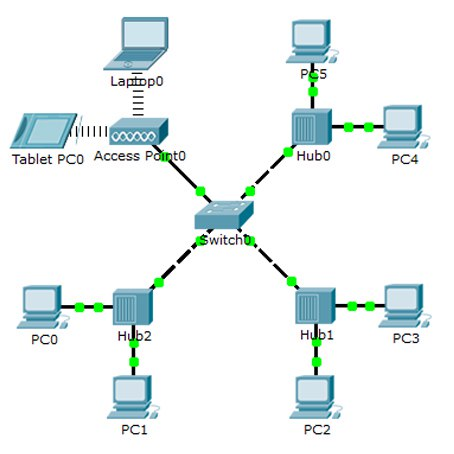 Laptop0
PC5
Tablet PC0
Access Point0
Hub0
PC4
Switch0
PC0
Hub2
Hub1
PC3
PC1
PC2